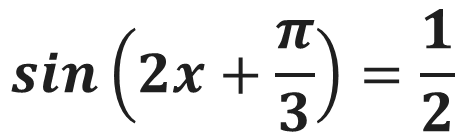 sin(2x + π/3) = 1/2